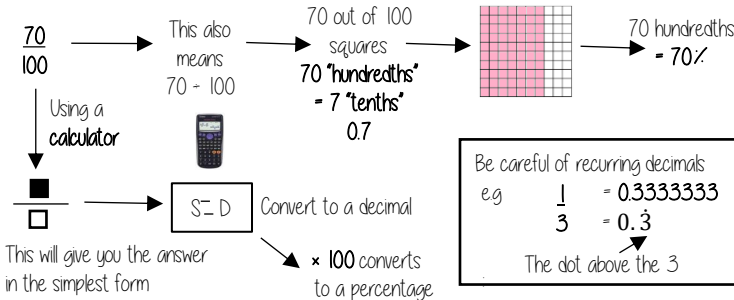 70
100
This also
means
70 ÷ 100
70 out of 100
squares
70 "hundredths"
= 7 "tenths"
0.7
70 hundredths
= 70%
Using a
calculator
S⇔D
Convert to a decimal
This will give you the answer
in the simplest form
× 100 converts
to a percentage
Be careful of recurring decimals
e.g 1 = 0.3333333
3 = 0.3̇
The dot above the 3